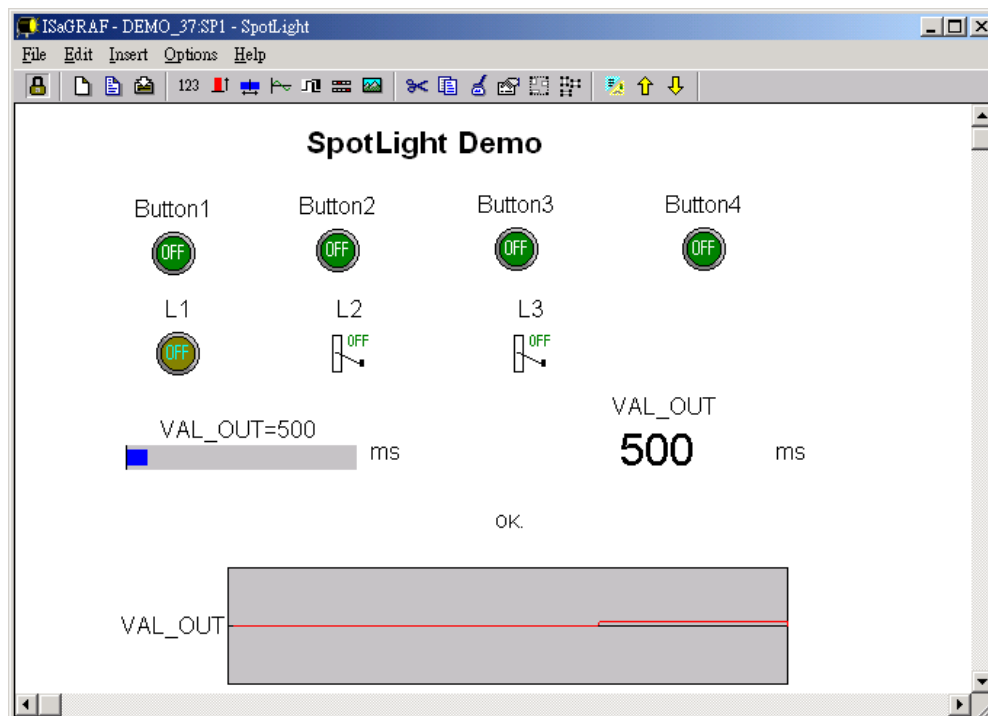 ISaGRAF - DEMO_37:SP1 - SpotLight
File Edit Insert Options Help
123
SpotLight Demo
Button1 Button2 Button3 Button4
OFF OFF OFF OFF
L1 L2 L3
OFF OFF OFF
VAL_OUT
VAL_OUT=500
ms 500 ms
OK.
VAL_OUT